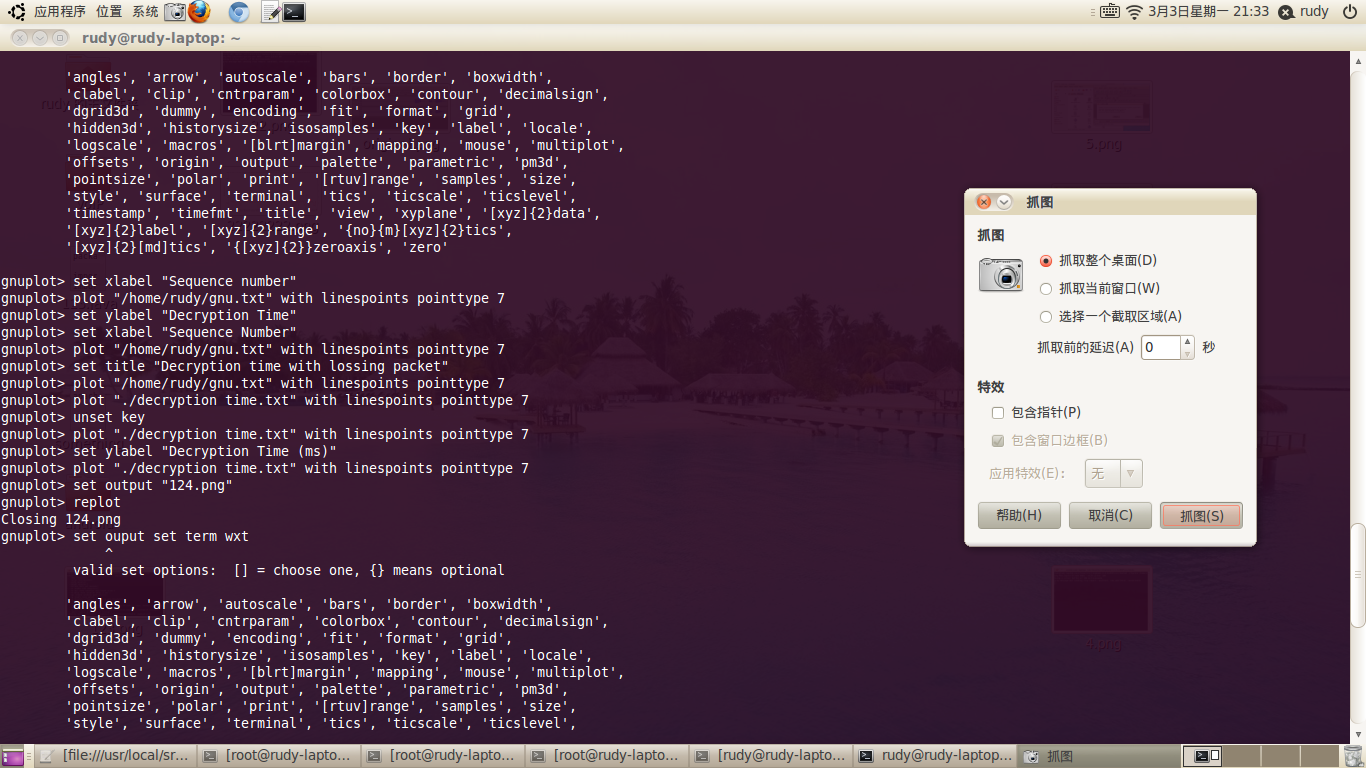 应用程序 位置 系统
3月3日星期一 21:33 rudy
rudy@rudy-laptop: ~
'angles', 'arrow', 'autoscale', 'bars', 'border', 'boxwidth',
'clabel', 'clip', 'cntrparam', 'colorbox', 'contour', 'decimalsign',
'dgrid3d', 'dummy', 'encoding', 'fit', 'format', 'grid',
'hidden3d', 'historysize', 'isosamples', 'key', 'label', 'locale',
'logscale', 'macros', '[blrt]margin', 'mapping', 'mouse', 'multiplot',
'offsets', 'origin', 'output', 'palette', 'parametric', 'pm3d',
'pointsize', 'polar', 'print', '[rtuv]range', 'samples', 'size',
'style', 'surface', 'terminal', 'tics', 'ticscale', 'ticslevel',
'timestamp', 'timefmt', 'title', 'view', 'xyplane', '[xyz]{2}data',
'[xyz]{2}label', '[xyz]{2}range', '{no}{m}[xyz]{2}tics',
'[xyz]{2}[md]tics', '{[xyz]{2}}zeroaxis', 'zero'
gnuplot> set xlabel "Sequence number"
gnuplot> plot "/home/rudy/gnu.txt" with linespoints pointtype 7
gnuplot> set ylabel "Decryption Time"
gnuplot> set xlabel "Sequence Number"
gnuplot> plot "/home/rudy/gnu.txt" with linespoints pointtype 7
gnuplot> set title "Decryption time with lossing packet"
gnuplot> plot "/home/rudy/gnu.txt" with linespoints pointtype 7
gnuplot> plot "./decryption time.txt" with linespoints pointtype 7
gnuplot> unset key
gnuplot> plot "./decryption time.txt" with linespoints pointtype 7
gnuplot> set ylabel "Decryption Time (ms)"
gnuplot> plot "./decryption time.txt" with linespoints pointtype 7
gnuplot> set output "124.png"
gnuplot> replot
Closing 124.png
gnuplot> set ouput set term wxt
^
valid set options:  [] = choose one, {} means optional
'angles', 'arrow', 'autoscale', 'bars', 'border', 'boxwidth',
'clabel', 'clip', 'cntrparam', 'colorbox', 'contour', 'decimalsign',
'dgrid3d', 'dummy', 'encoding', 'fit', 'format', 'grid',
'hidden3d', 'historysize', 'isosamples', 'key', 'label', 'locale',
'logscale', 'macros', '[blrt]margin', 'mapping', 'mouse', 'multiplot',
'offsets', 'origin', 'output', 'palette', 'parametric', 'pm3d',
'pointsize', 'polar', 'print', '[rtuv]range', 'samples', 'size',
'style', 'surface', 'terminal', 'tics', 'ticscale', 'ticslevel',
5.png
抓图
抓图
抓取整个桌面(D)
抓取当前窗口(W)
选择一个截取区域(A)
抓取前的延迟(A) 0 秒
特效
包含指针(P)
包含窗口边框(B)
应用特效(E): 无
帮助(H) 取消(C) 抓图(S)
[file:///usr/local/sr... [root@rudy-lapto... [root@rudy-lapto... [root@rudy-lapto... [rudy@rudy-lapto... rudy@rudy-laptop... 抓图